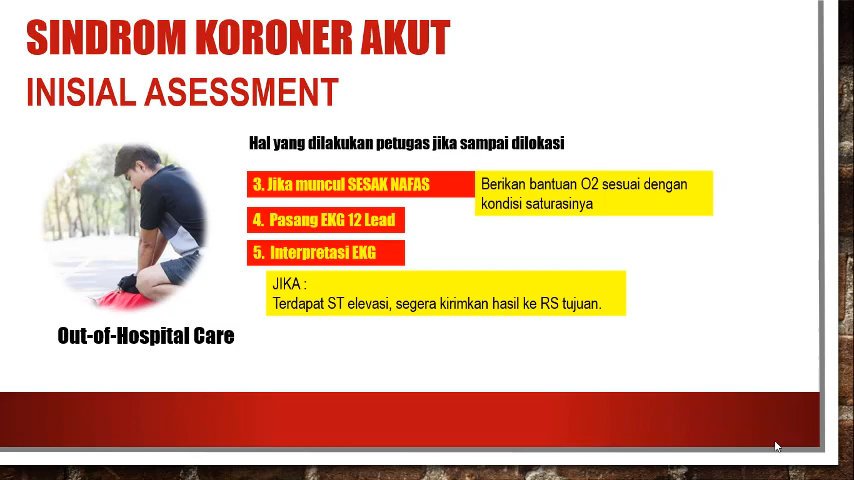 SINDROM KORONER AKUT
INISIAL ASESSMENT
Hal yang dilakukan petugas jika sampai dilokasi
3. Jika muncul SESAK NAFAS
Berikan bantuan O2 sesuai dengan
kondisi saturasinya
4. Pasang EKG 12 Lead
5. Interpretasi EKG
JIKA :
Terdapat ST elevasi, segera kirimkan hasil ke RS tujuan.
Out-of-Hospital Care